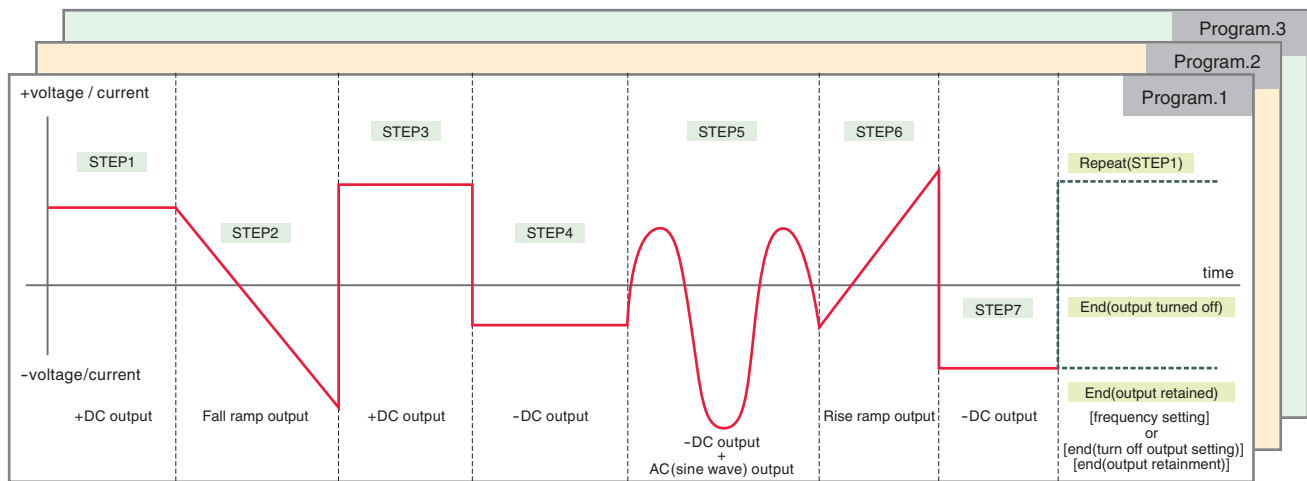 Program.3
Program.2
Program.1
+voltage / current
STEP1
STEP2
STEP3
STEP4
STEP5
STEP6
STEP7
Repeat(STEP1)
time
End(output turned off)
End(output retained)
-voltage/current
+DC output
Fall ramp output
+DC output
-DC output
-DC output
+
AC(sine wave) output
Rise ramp output
-DC output
[frequency setting]
or
[end(turn off output setting)]
[end(output retainment)]